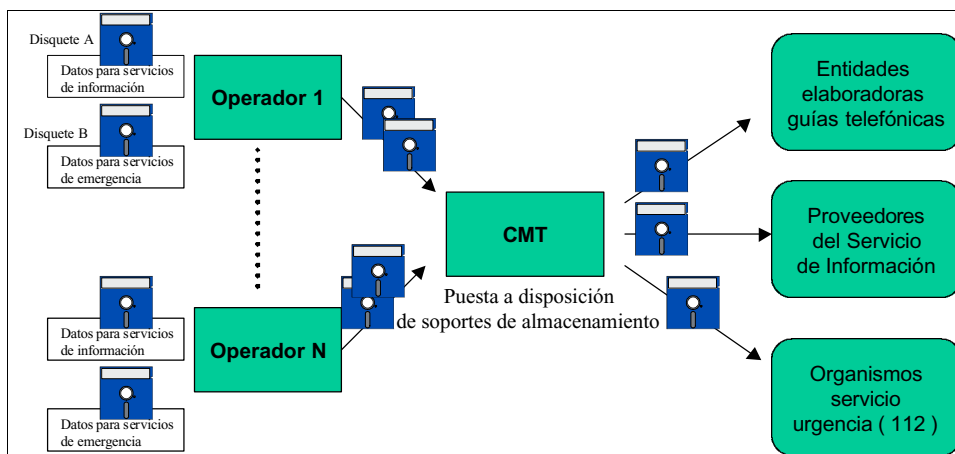 Disquete A
Datos para servicios
de información
Disquete B
Datos para servicios
de emergencia
Operador 1
Datos para servicios
de información
Datos para servicios
de emergencia
Operador N
CMT
Puesta a disposición
de soportes de almacenamiento
Entidades
elaboradoras
guías telefónicas
Proveedores
del Servicio
de Información
Organismos
servicio
urgencia ( 112 )